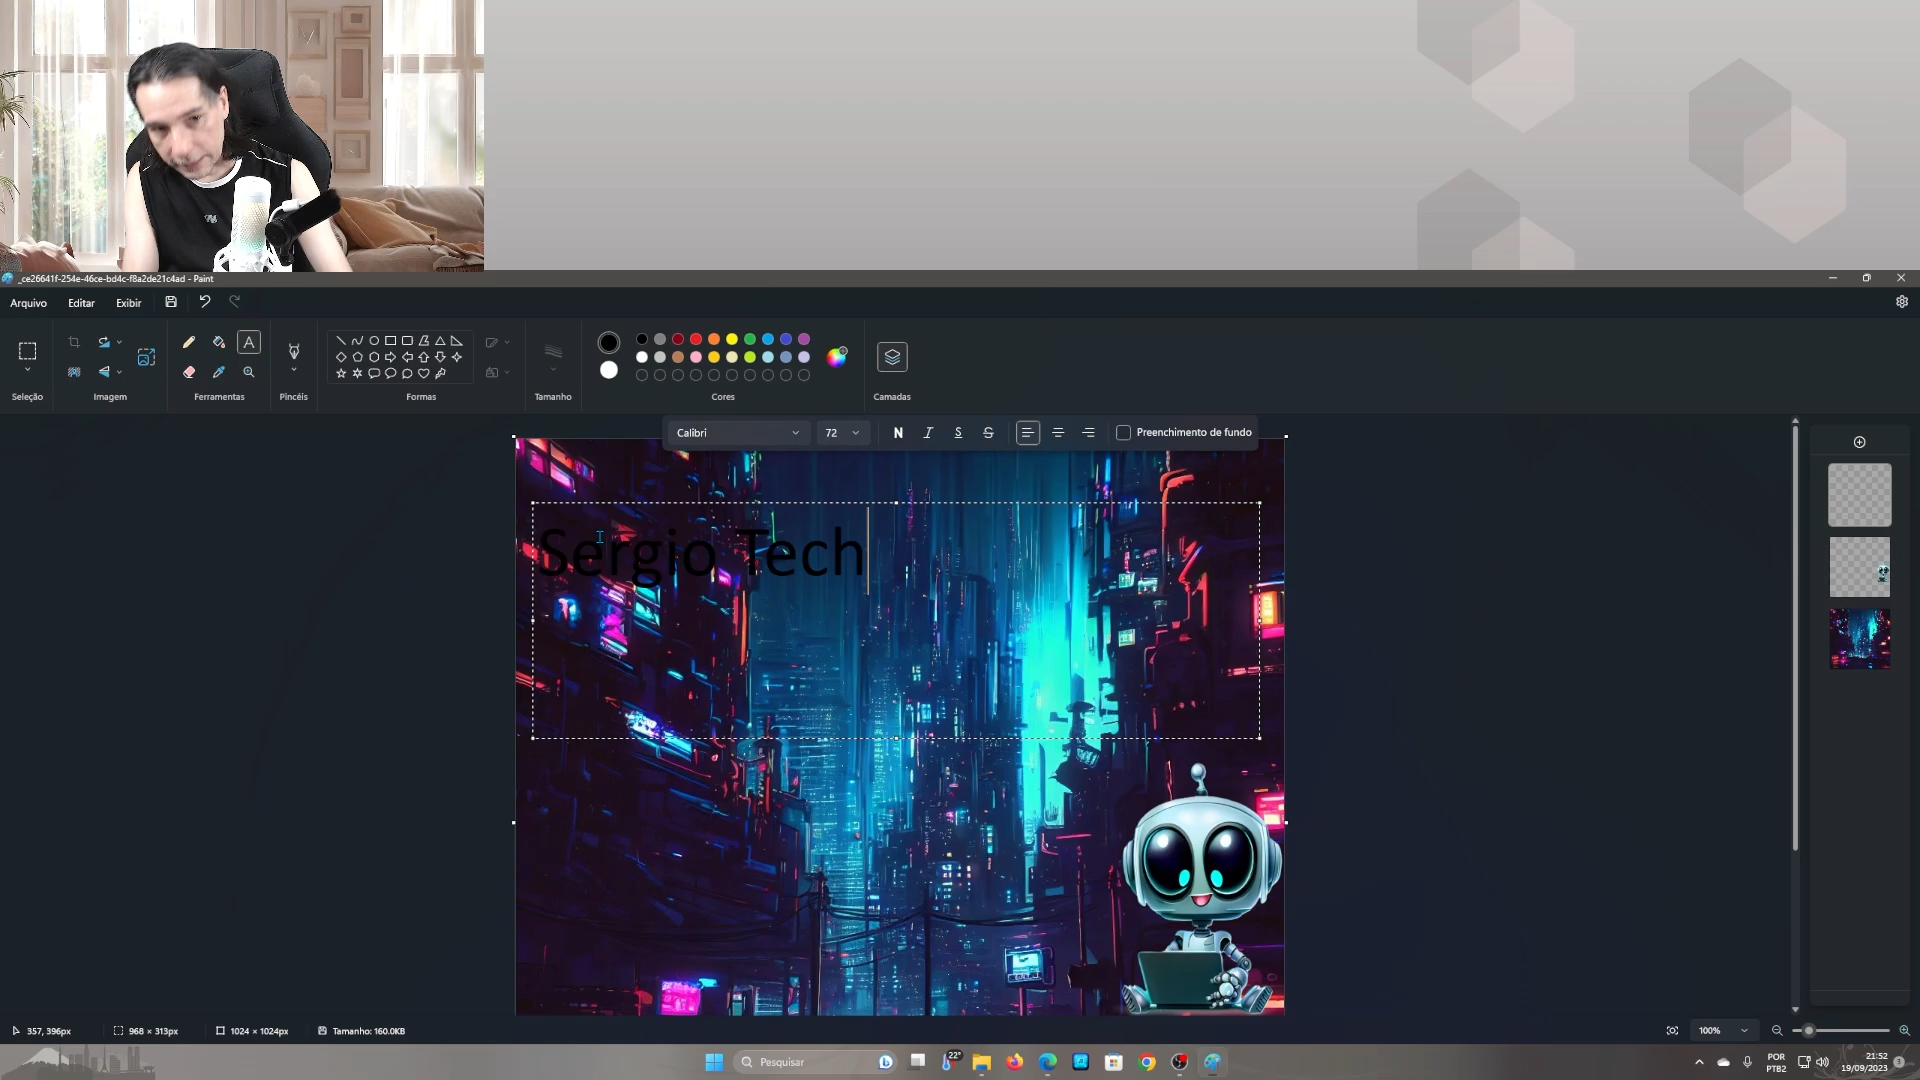 _ce26641f-254e-46ce-bd4c-f8a2de21c4ad - Paint
Arquivo Editar Exibir
Seleção Imagem Ferramentas Pincéis Formas Tamanho Cores Camadas
Calibri 72 N I S S Preenchimento de fundo
Sergio Tech
357, 396px 968 × 313px 1024 × 1024px Tamanho: 160.0KB 100%
Pesquisar 22° POR 21:52
PTB2 19/09/2023